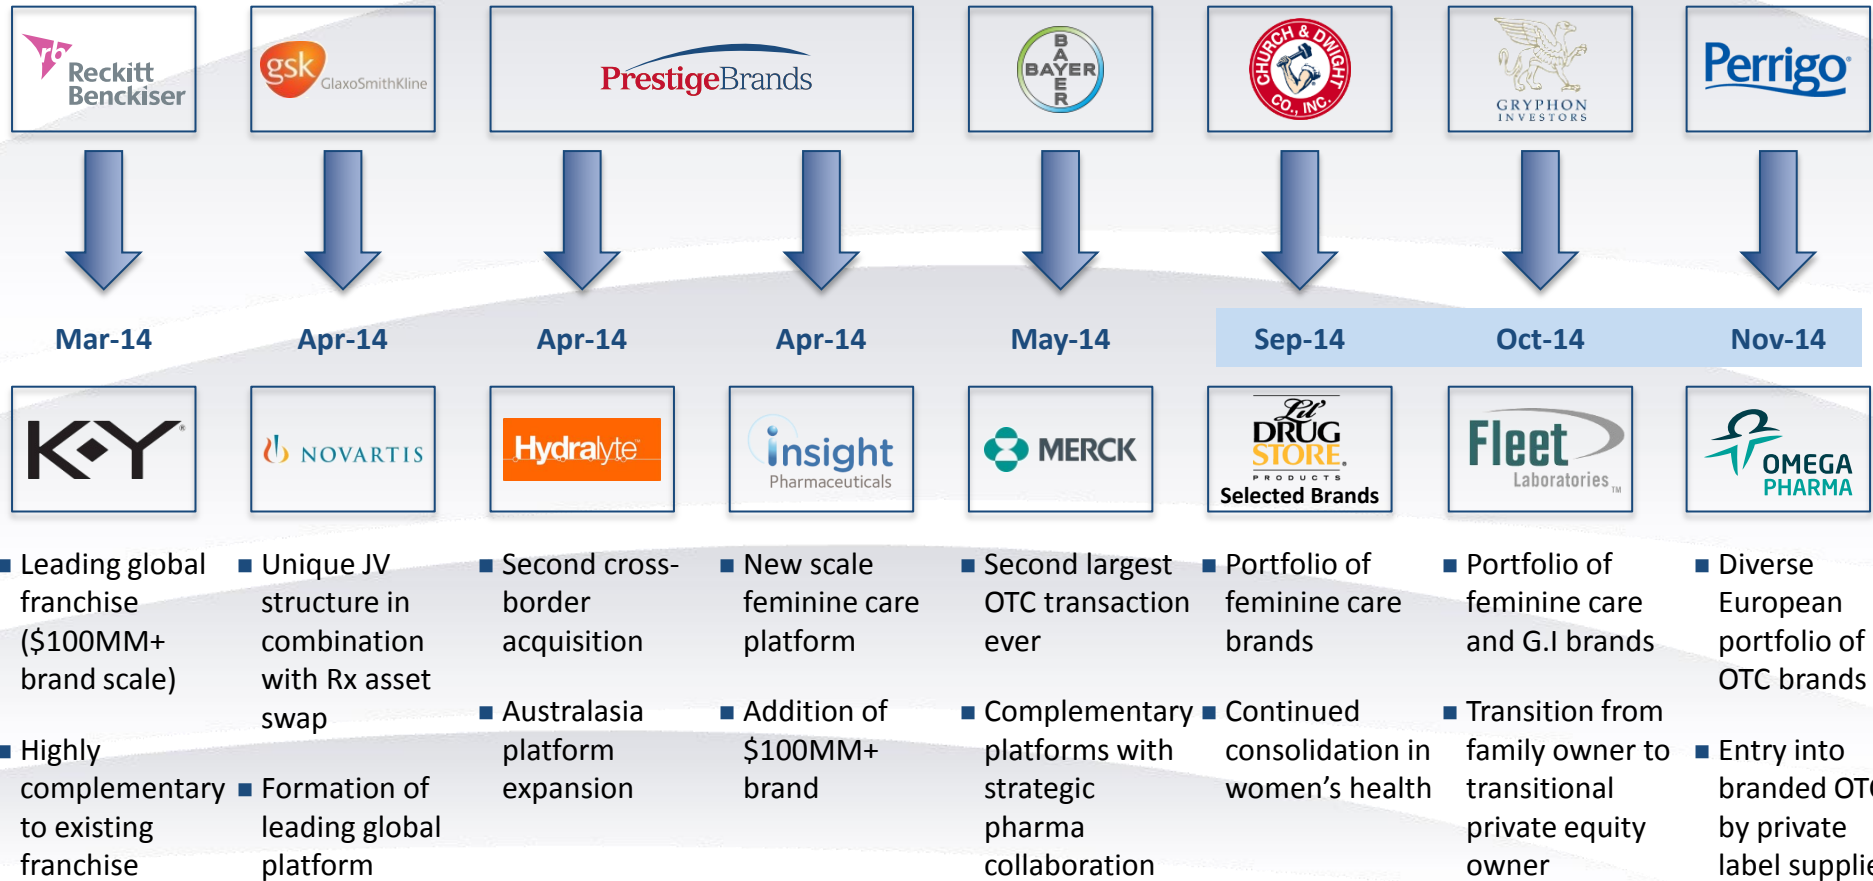 rb
Reckitt
Benckiser
gsk
GlaxoSmithKline
PrestigeBrands
BAYER
BAYER
CHURCH & DWIGHT
CO., INC.
GRYPHON
INVESTORS
Perrigo®
Mar-14
Apr-14
Apr-14
Apr-14
May-14
Sep-14
Oct-14
Nov-14
K-Y®
NOVARTIS
Hydralyte™
insight
Pharmaceuticals
MERCK
Lil'
DRUG
STORE®
PRODUCTS
Selected Brands
Fleet
Laboratories™
OMEGA
PHARMA
■ Leading global
franchise
($100MM+
brand scale)
■ Highly
complementary
to existing
franchise
■ Unique JV
structure in
combination
with Rx asset
swap
■ Formation of
leading global
platform
■ Second cross-
border
acquisition
■ Australasia
platform
expansion
■ New scale
feminine care
platform
■ Addition of
$100MM+
brand
■ Second largest
OTC transaction
ever
■ Complementary
platforms with
strategic
pharma
collaboration
■ Portfolio of
feminine care
brands
■ Continued
consolidation in
women's health
■ Portfolio of
feminine care
and G.I brands
■ Transition from
family owner to
transitional
private equity
owner
■ Diverse
European
portfolio of
OTC brands
■ Entry into
branded OTC
by private
label supplie